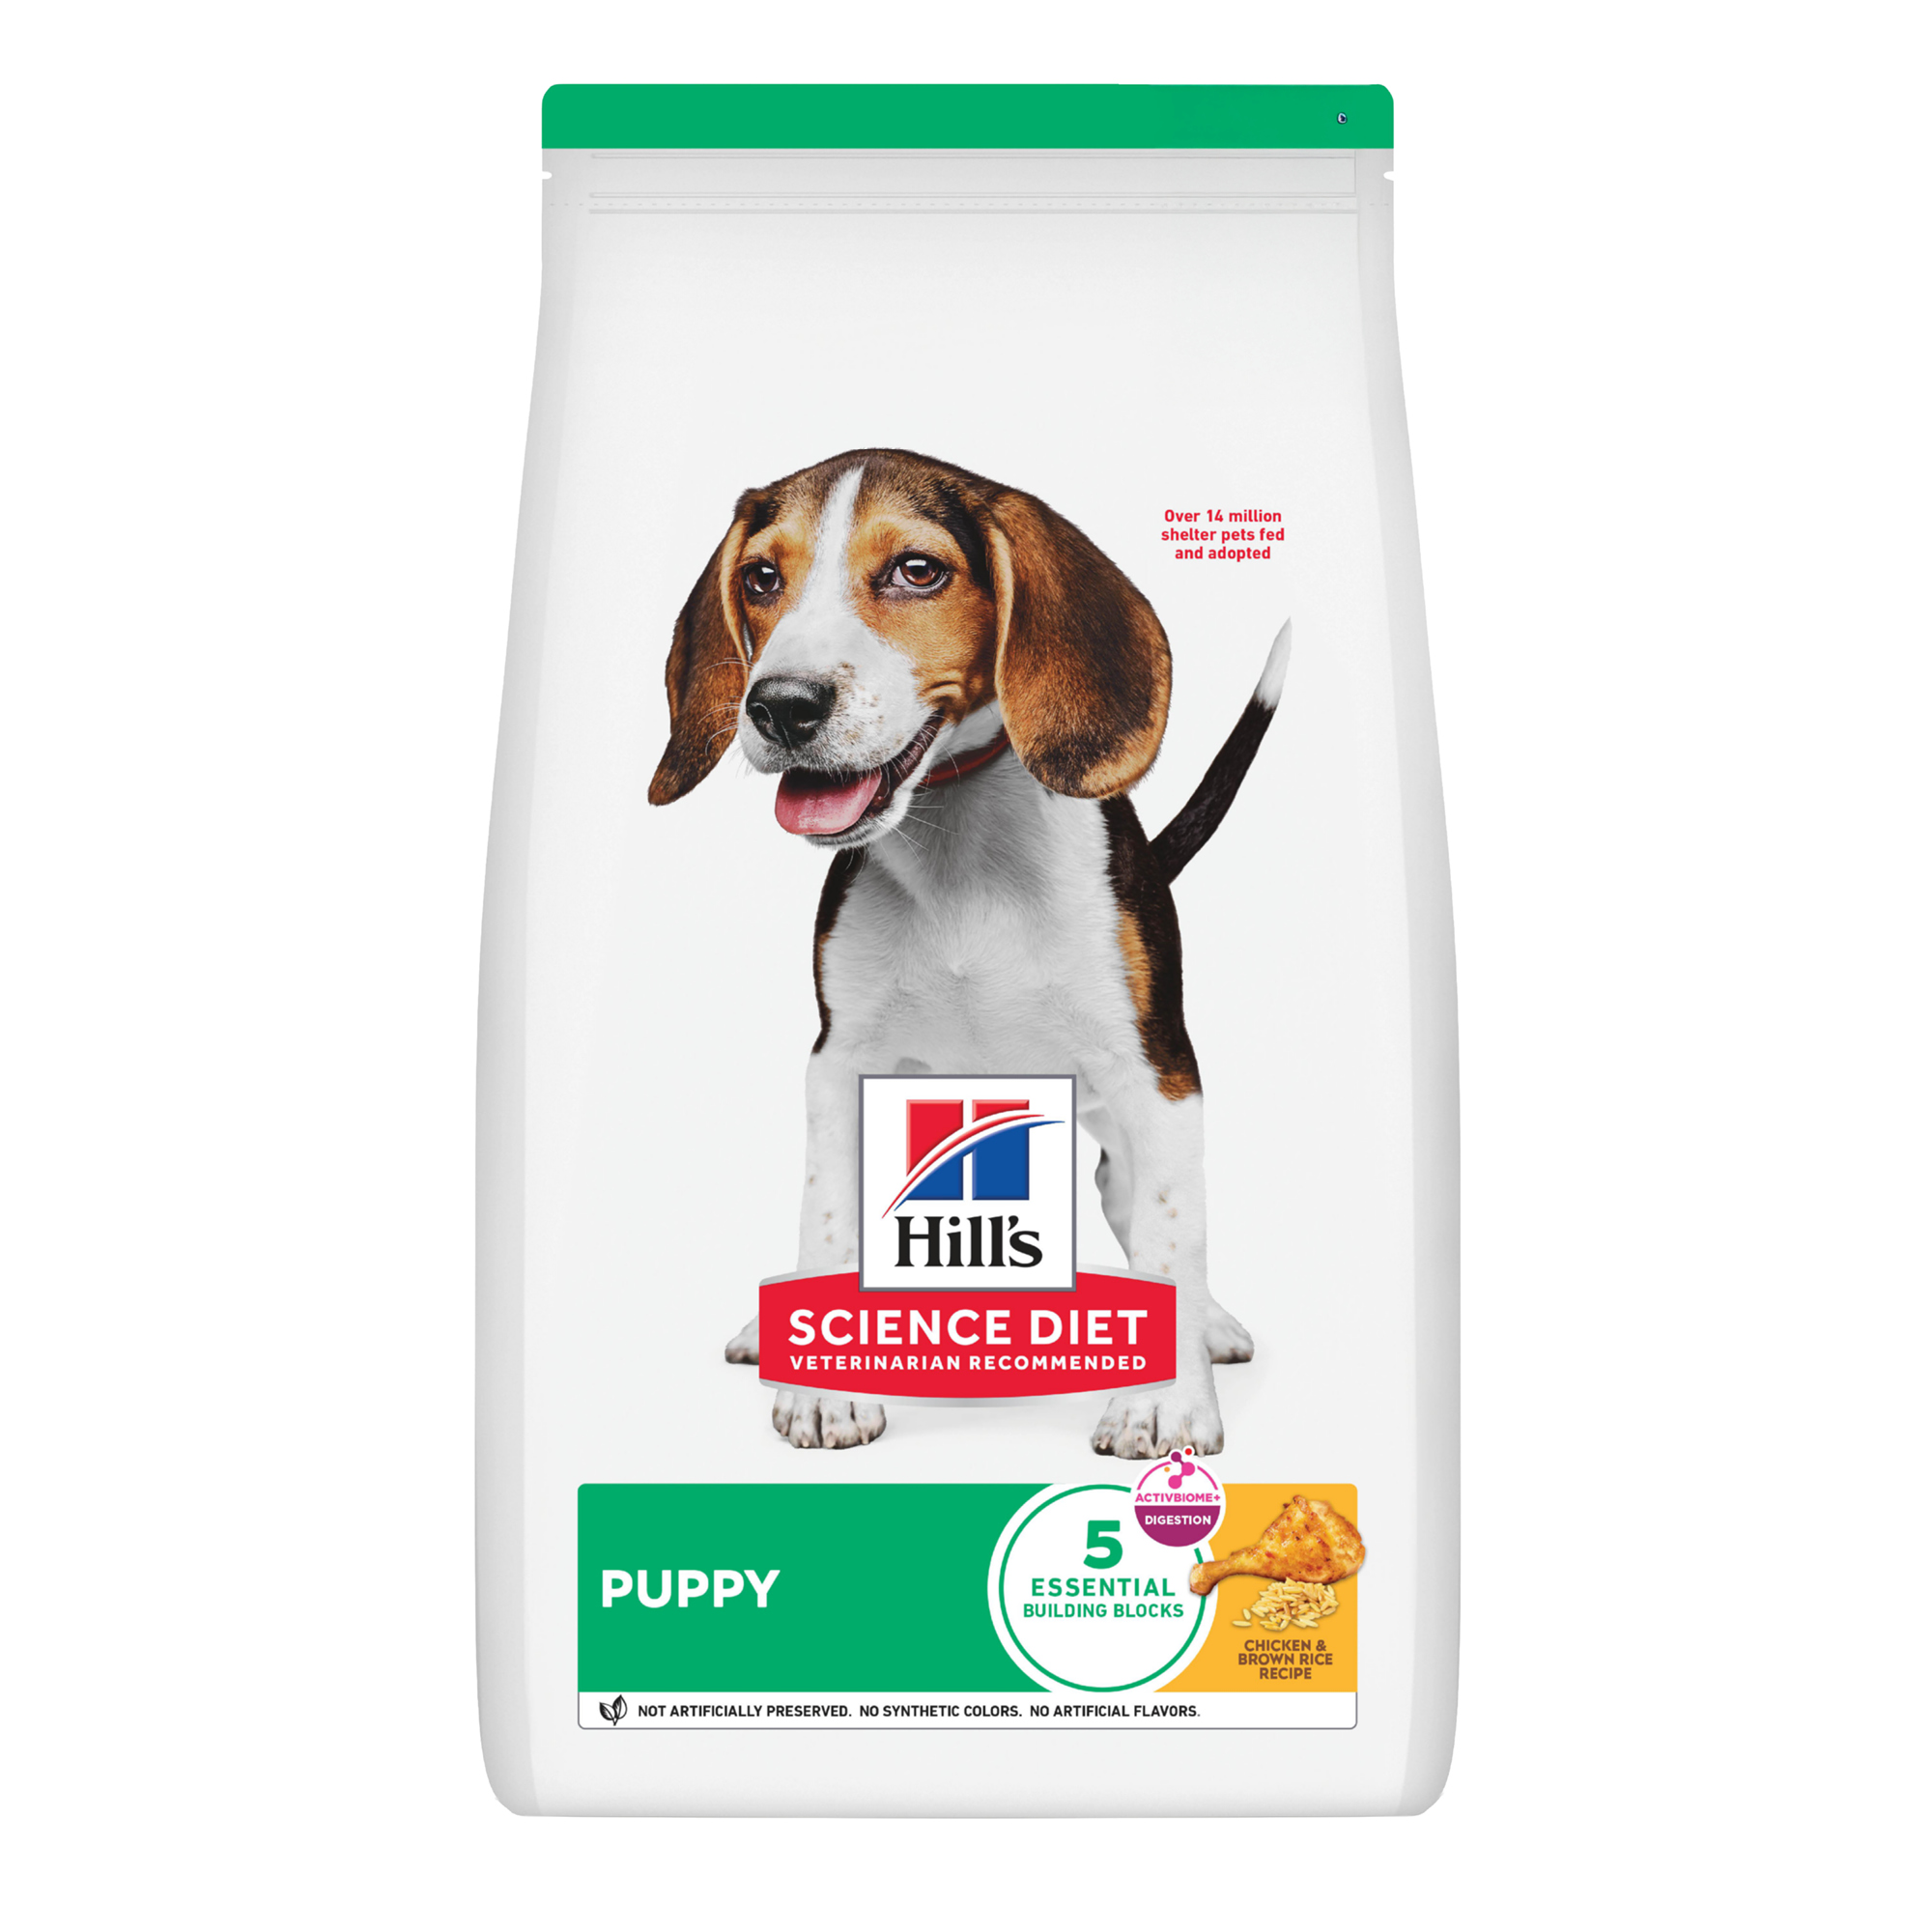 Over 14 million
shelter pets fed
and adopted
Hill's
SCIENCE DIET
VETERINARIAN RECOMMENDED
PUPPY
5
ESSENTIAL
BUILDING BLOCKS
ACTIVBIOME+
DIGESTION
CHICKEN &
BROWN RICE
RECIPE
NOT ARTIFICIALLY PRESERVED. NO SYNTHETIC COLORS. NO ARTIFICIAL FLAVORS.